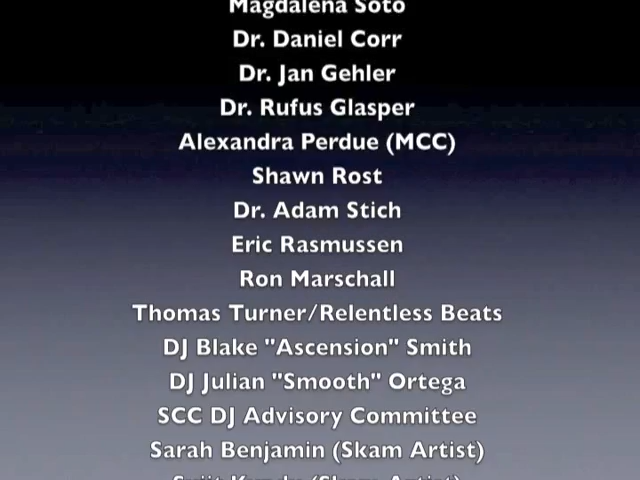 Magdalena Soto
Dr. Daniel Corr
Dr. Jan Gehler
Dr. Rufus Glasper
Alexandra Perdue (MCC)
Shawn Rost
Dr. Adam Stich
Eric Rasmussen
Ron Marschall
Thomas Turner/Relentless Beats
DJ Blake "Ascension" Smith
DJ Julian "Smooth" Ortega
SCC DJ Advisory Committee
Sarah Benjamin (Skam Artist)
(Skam Artist)